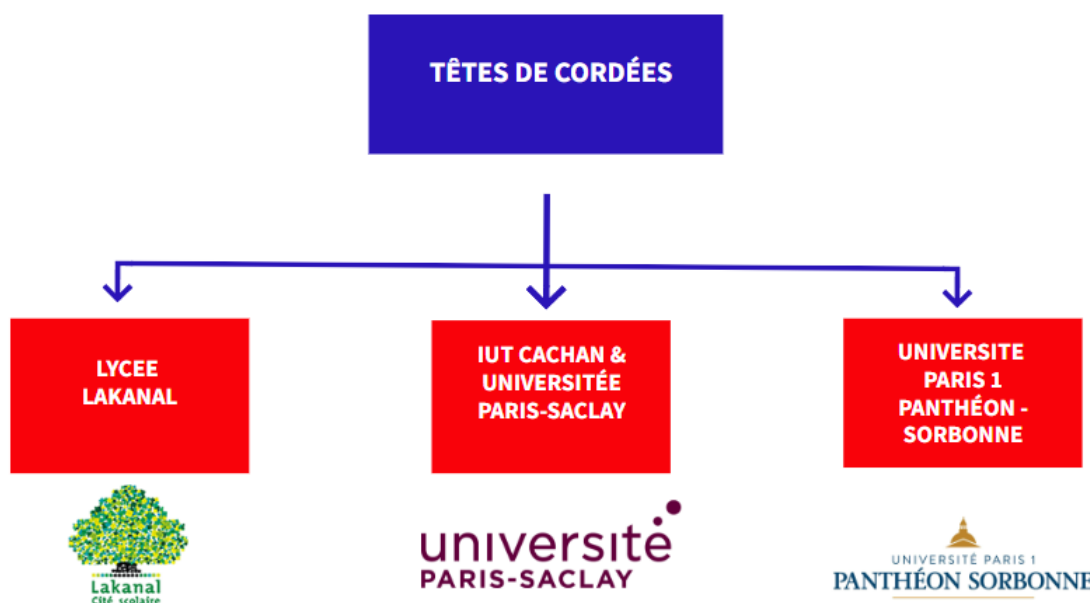 TÊTES DE CORDÉES
LYCEE
LAKANAL
IUT CACHAN &
UNIVERSITÉE
PARIS-SACLAY
UNIVERSITE
PARIS 1
PANTHÉON -
SORBONNE
Lakanal
Cité scolaire
université
PARIS-SACLAY
UNIVERSITÉ PARIS 1
PANTHÉON SORBONNE